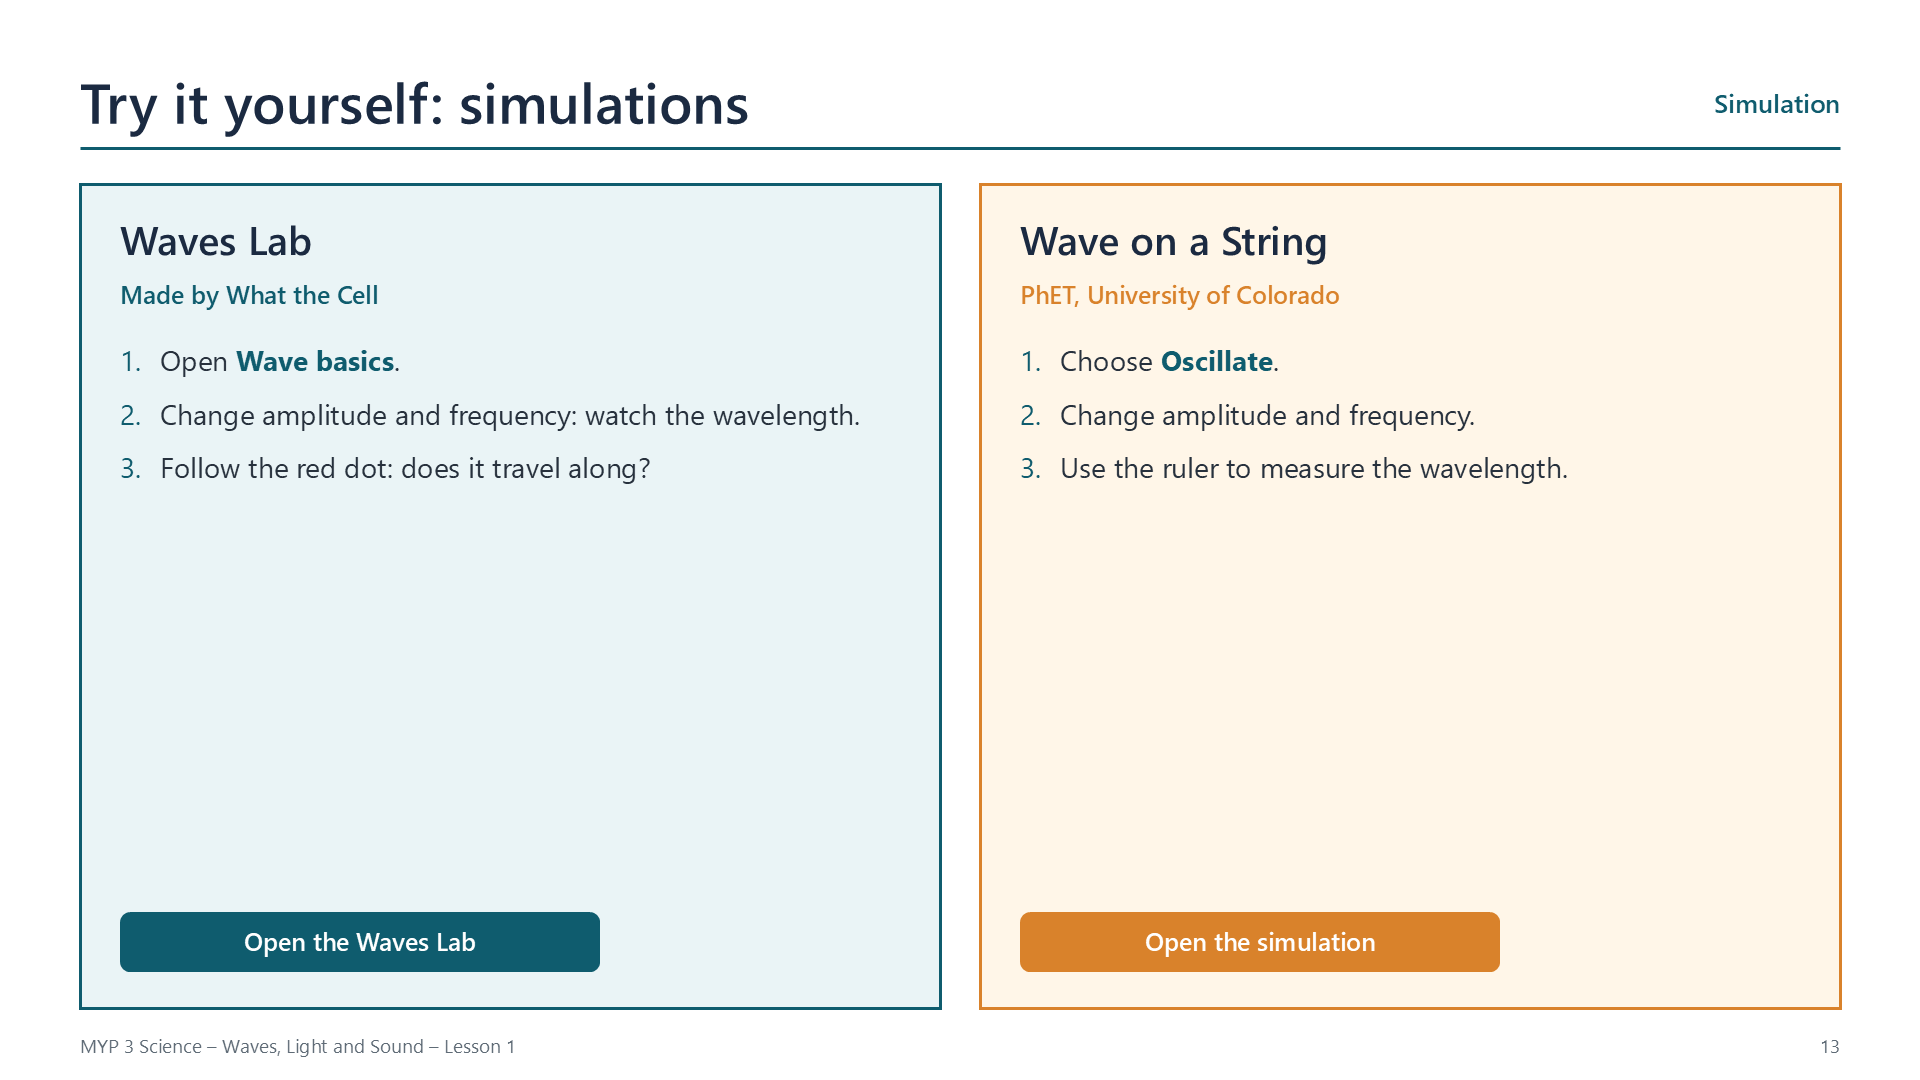 Try it yourself: simulations
Simulation
Waves Lab
Made by What the Cell
1. Open Wave basics.
2. Change amplitude and frequency: watch the wavelength.
3. Follow the red dot: does it travel along?
Open the Waves Lab
Wave on a String
PhET, University of Colorado
1. Choose Oscillate.
2. Change amplitude and frequency.
3. Use the ruler to measure the wavelength.
Open the simulation
MYP 3 Science – Waves, Light and Sound – Lesson 1
13